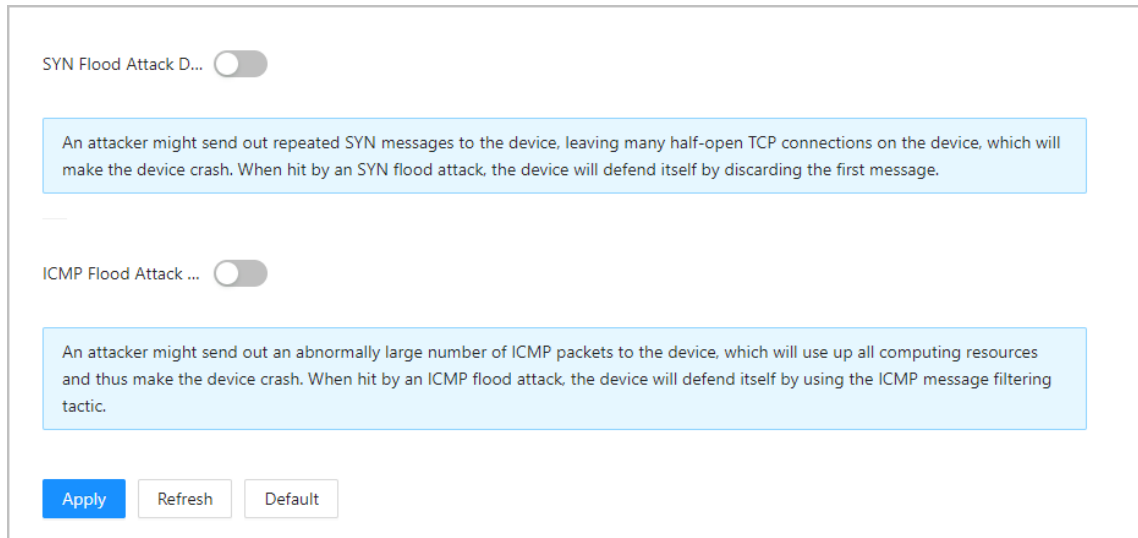 SYN Flood Attack D...
An attacker might send out repeated SYN messages to the device, leaving many half-open TCP connections on the device, which will
make the device crash. When hit by an SYN flood attack, the device will defend itself by discarding the first message.
ICMP Flood Attack ...
An attacker might send out an abnormally large number of ICMP packets to the device, which will use up all computing resources
and thus make the device crash. When hit by an ICMP flood attack, the device will defend itself by using the ICMP message filtering
tactic.
Apply Refresh Default